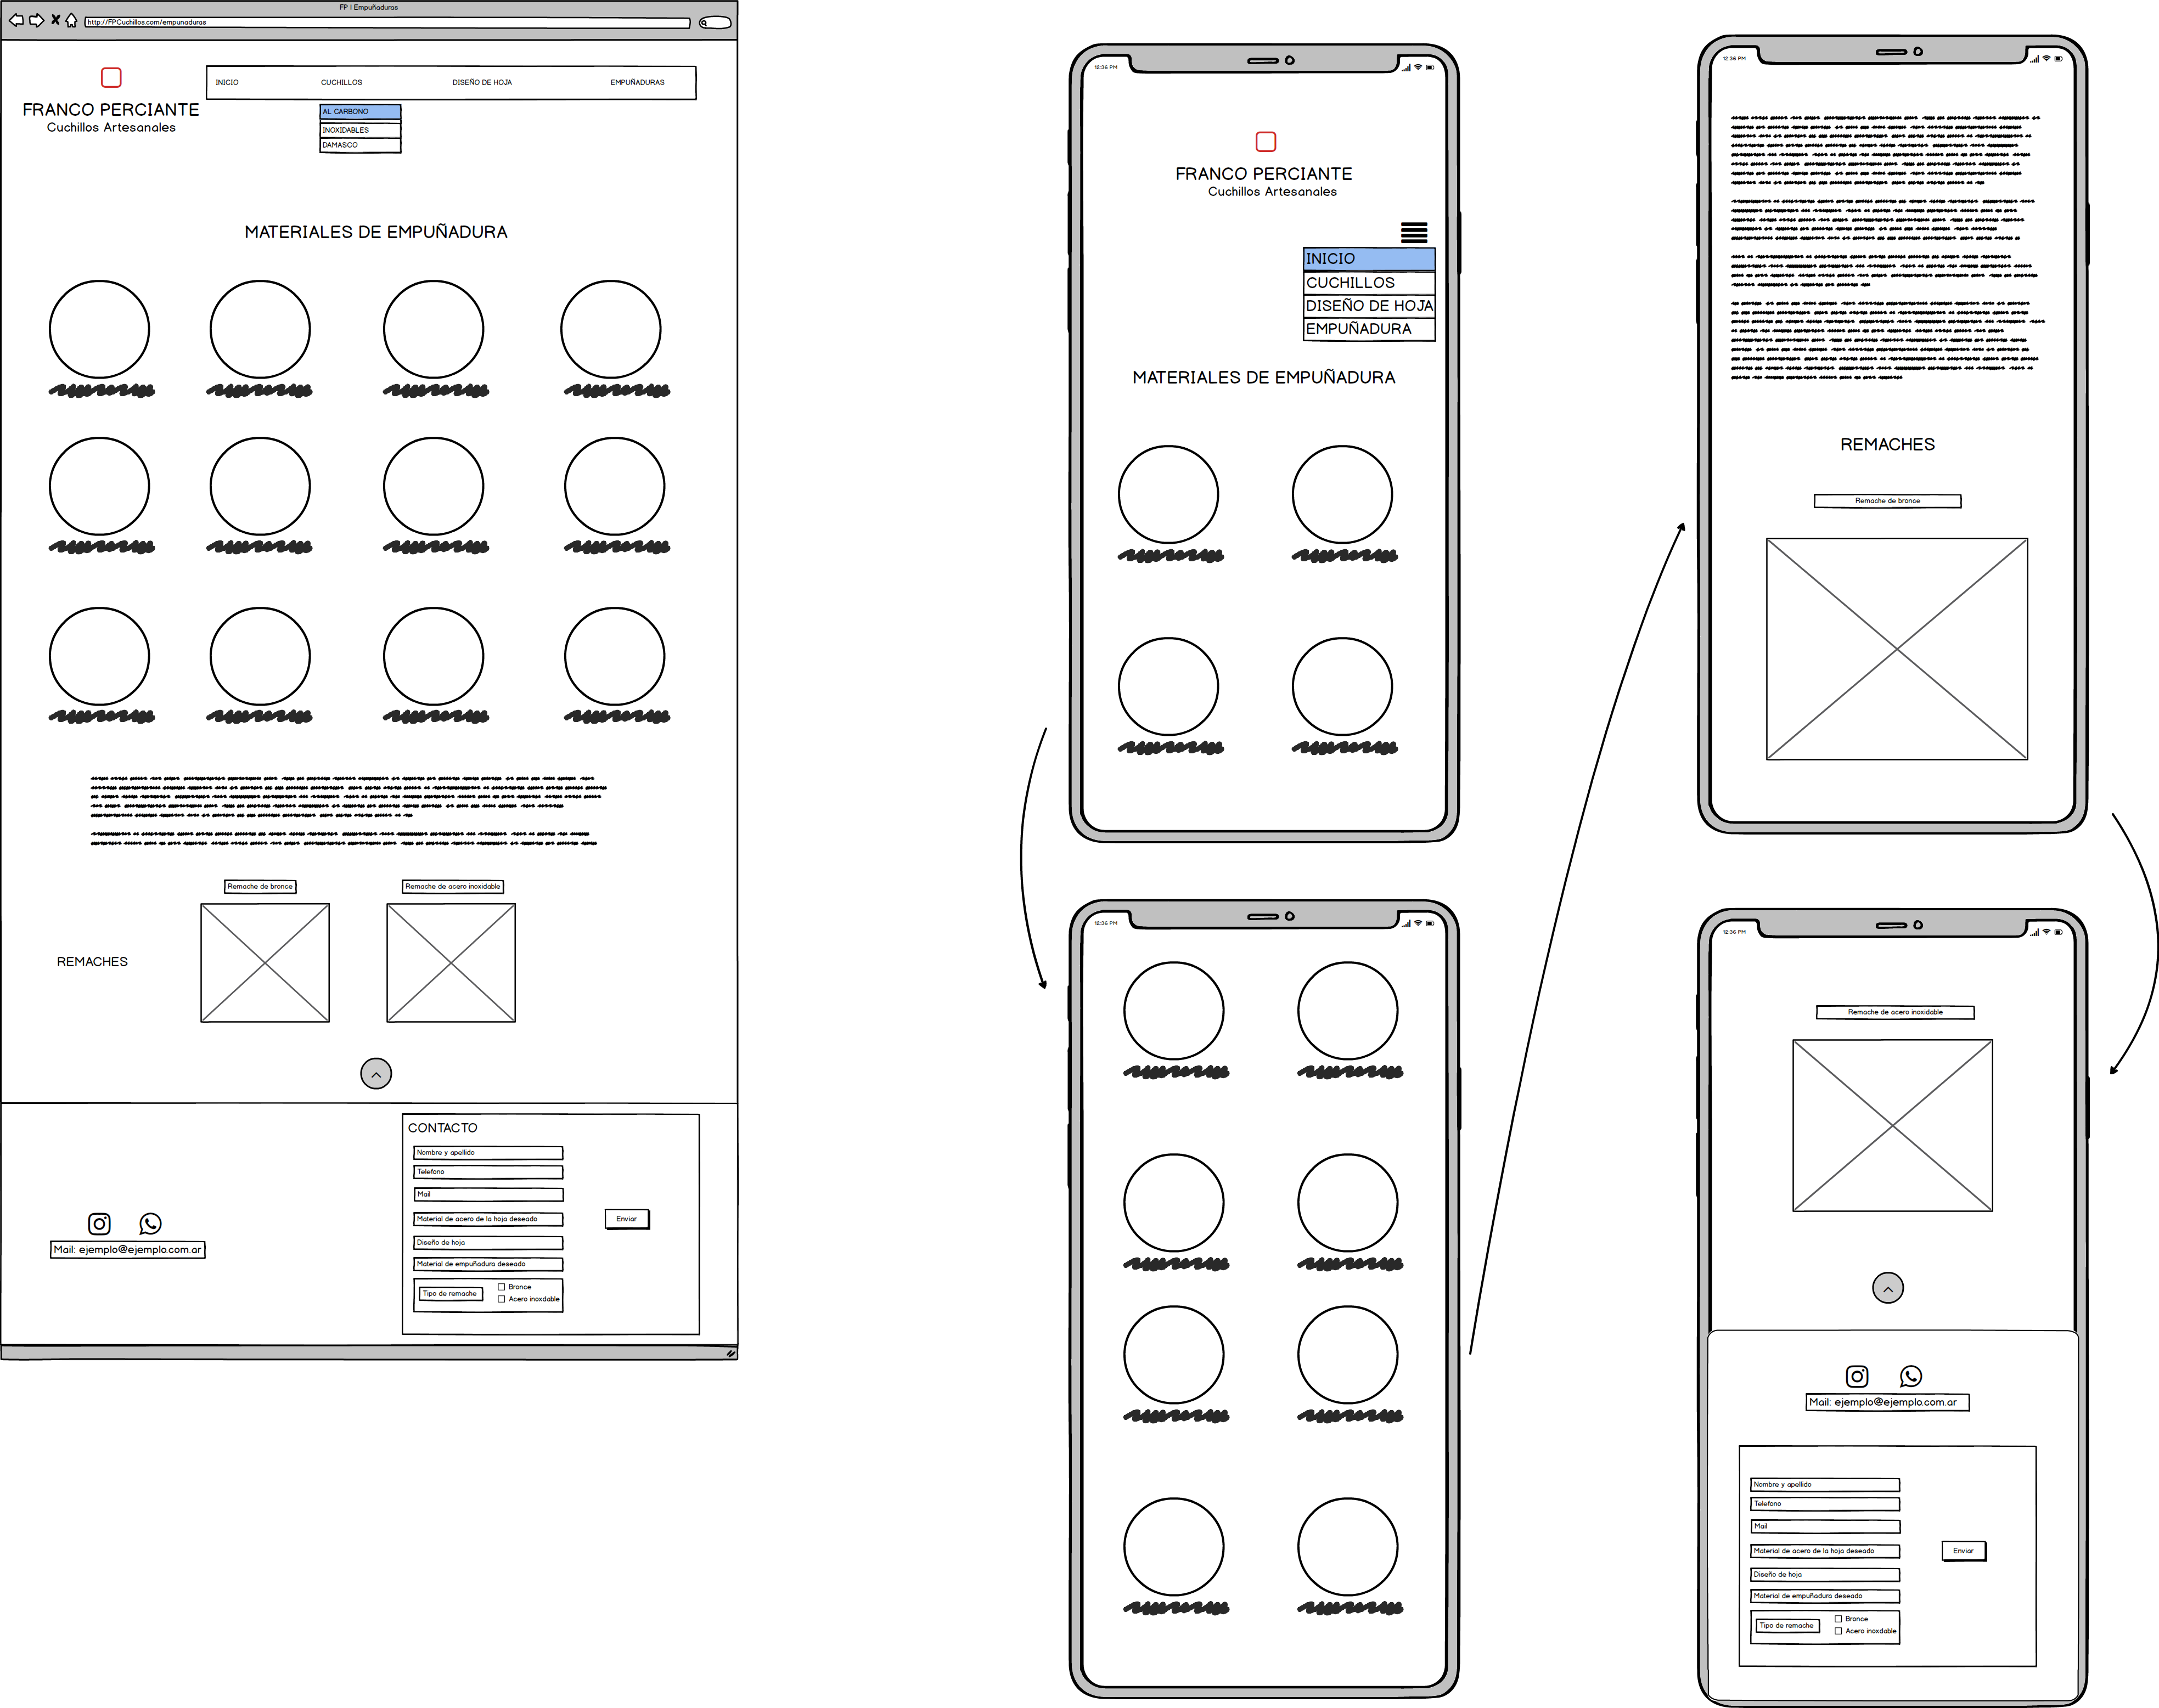 FP | Empuñaduras
http://FPCuchillos.com/empunaduras
INICIO
CUCHILLOS
DISEÑO DE HOJA
EMPUÑADURAS
AL CARBONO
INOXIDABLES
DAMASCO
FRANCO PERCIANTE
Cuchillos Artesanales
MATERIALES DE EMPUÑADURA
Remache de bronce
Remache de acero inoxidable
REMACHES
CONTACTO
Nombre y apellido
Telefono
Mail
Material de acero de la hoja deseado
Diseño de hoja
Material de empuñadura deseado
Tipo de remache
Bronce
Acero inoxdable
Enviar
Mail: ejemplo@ejemplo.com.ar
12:36 PM
FRANCO PERCIANTE
Cuchillos Artesanales
INICIO
CUCHILLOS
DISEÑO DE HOJA
EMPUÑADURA
MATERIALES DE EMPUÑADURA
12:36 PM
12:36 PM
REMACHES
Remache de bronce
12:36 PM
Remache de acero inoxidable
Mail: ejemplo@ejemplo.com.ar
Nombre y apellido
Telefono
Mail
Material de acero de la hoja deseado
Diseño de hoja
Material de empuñadura deseado
Tipo de remache
Bronce
Acero inoxdable
Enviar